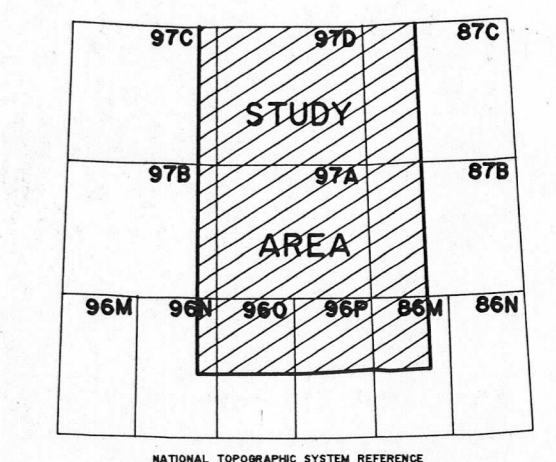 97C 97D 87C
STUDY
97B 97A 87B
AREA
96M 96N 96O 96P 86M 86N
NATIONAL TOPOGRAPHIC SYSTEM REFERENCE